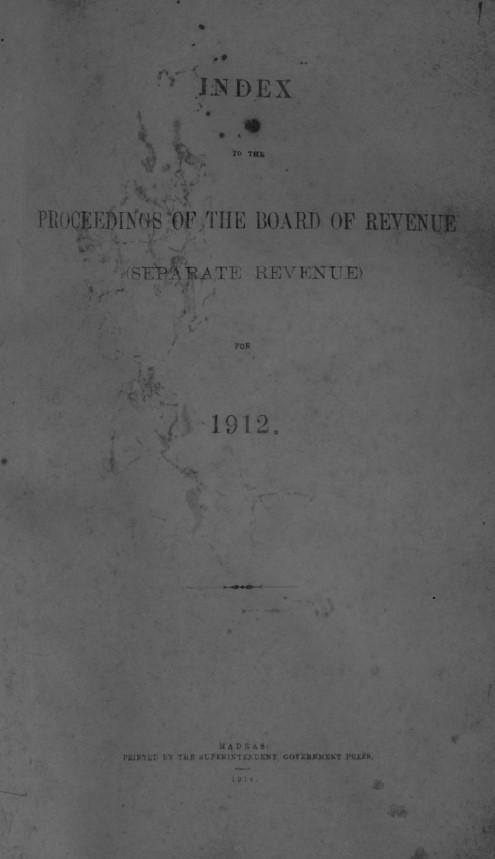 INDEX
TO THE
PROCEEDINGS OF THE BOARD OF REVENUE
(SEPARATE REVENUE)
FOR
1912.
MADRAS:
PRINTED BY THE SUPERINTENDENT, GOVERNMENT PRESS.